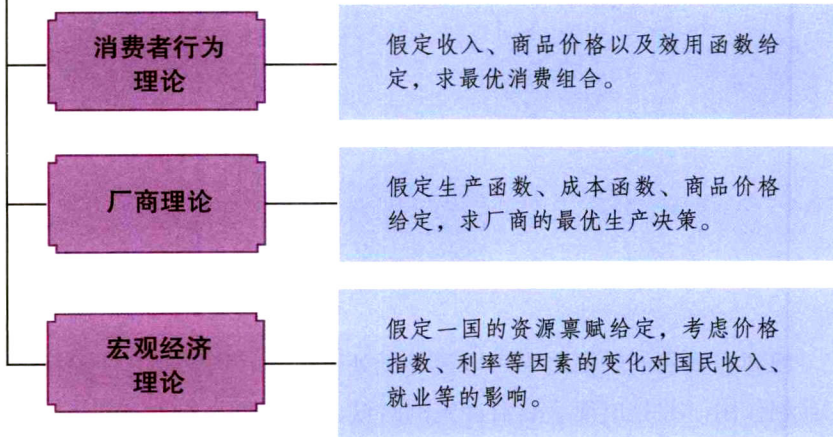 消费者行为
理论
假定收入、商品价格以及效用函数给
定，求最优消费组合。
厂商理论
假定生产函数、成本函数、商品价格
给定，求厂商的最优生产决策。
宏观经济
理论
假定一国的资源禀赋给定，考虑价格
指数、利率等因素的变化对国民收入、
就业等的影响。